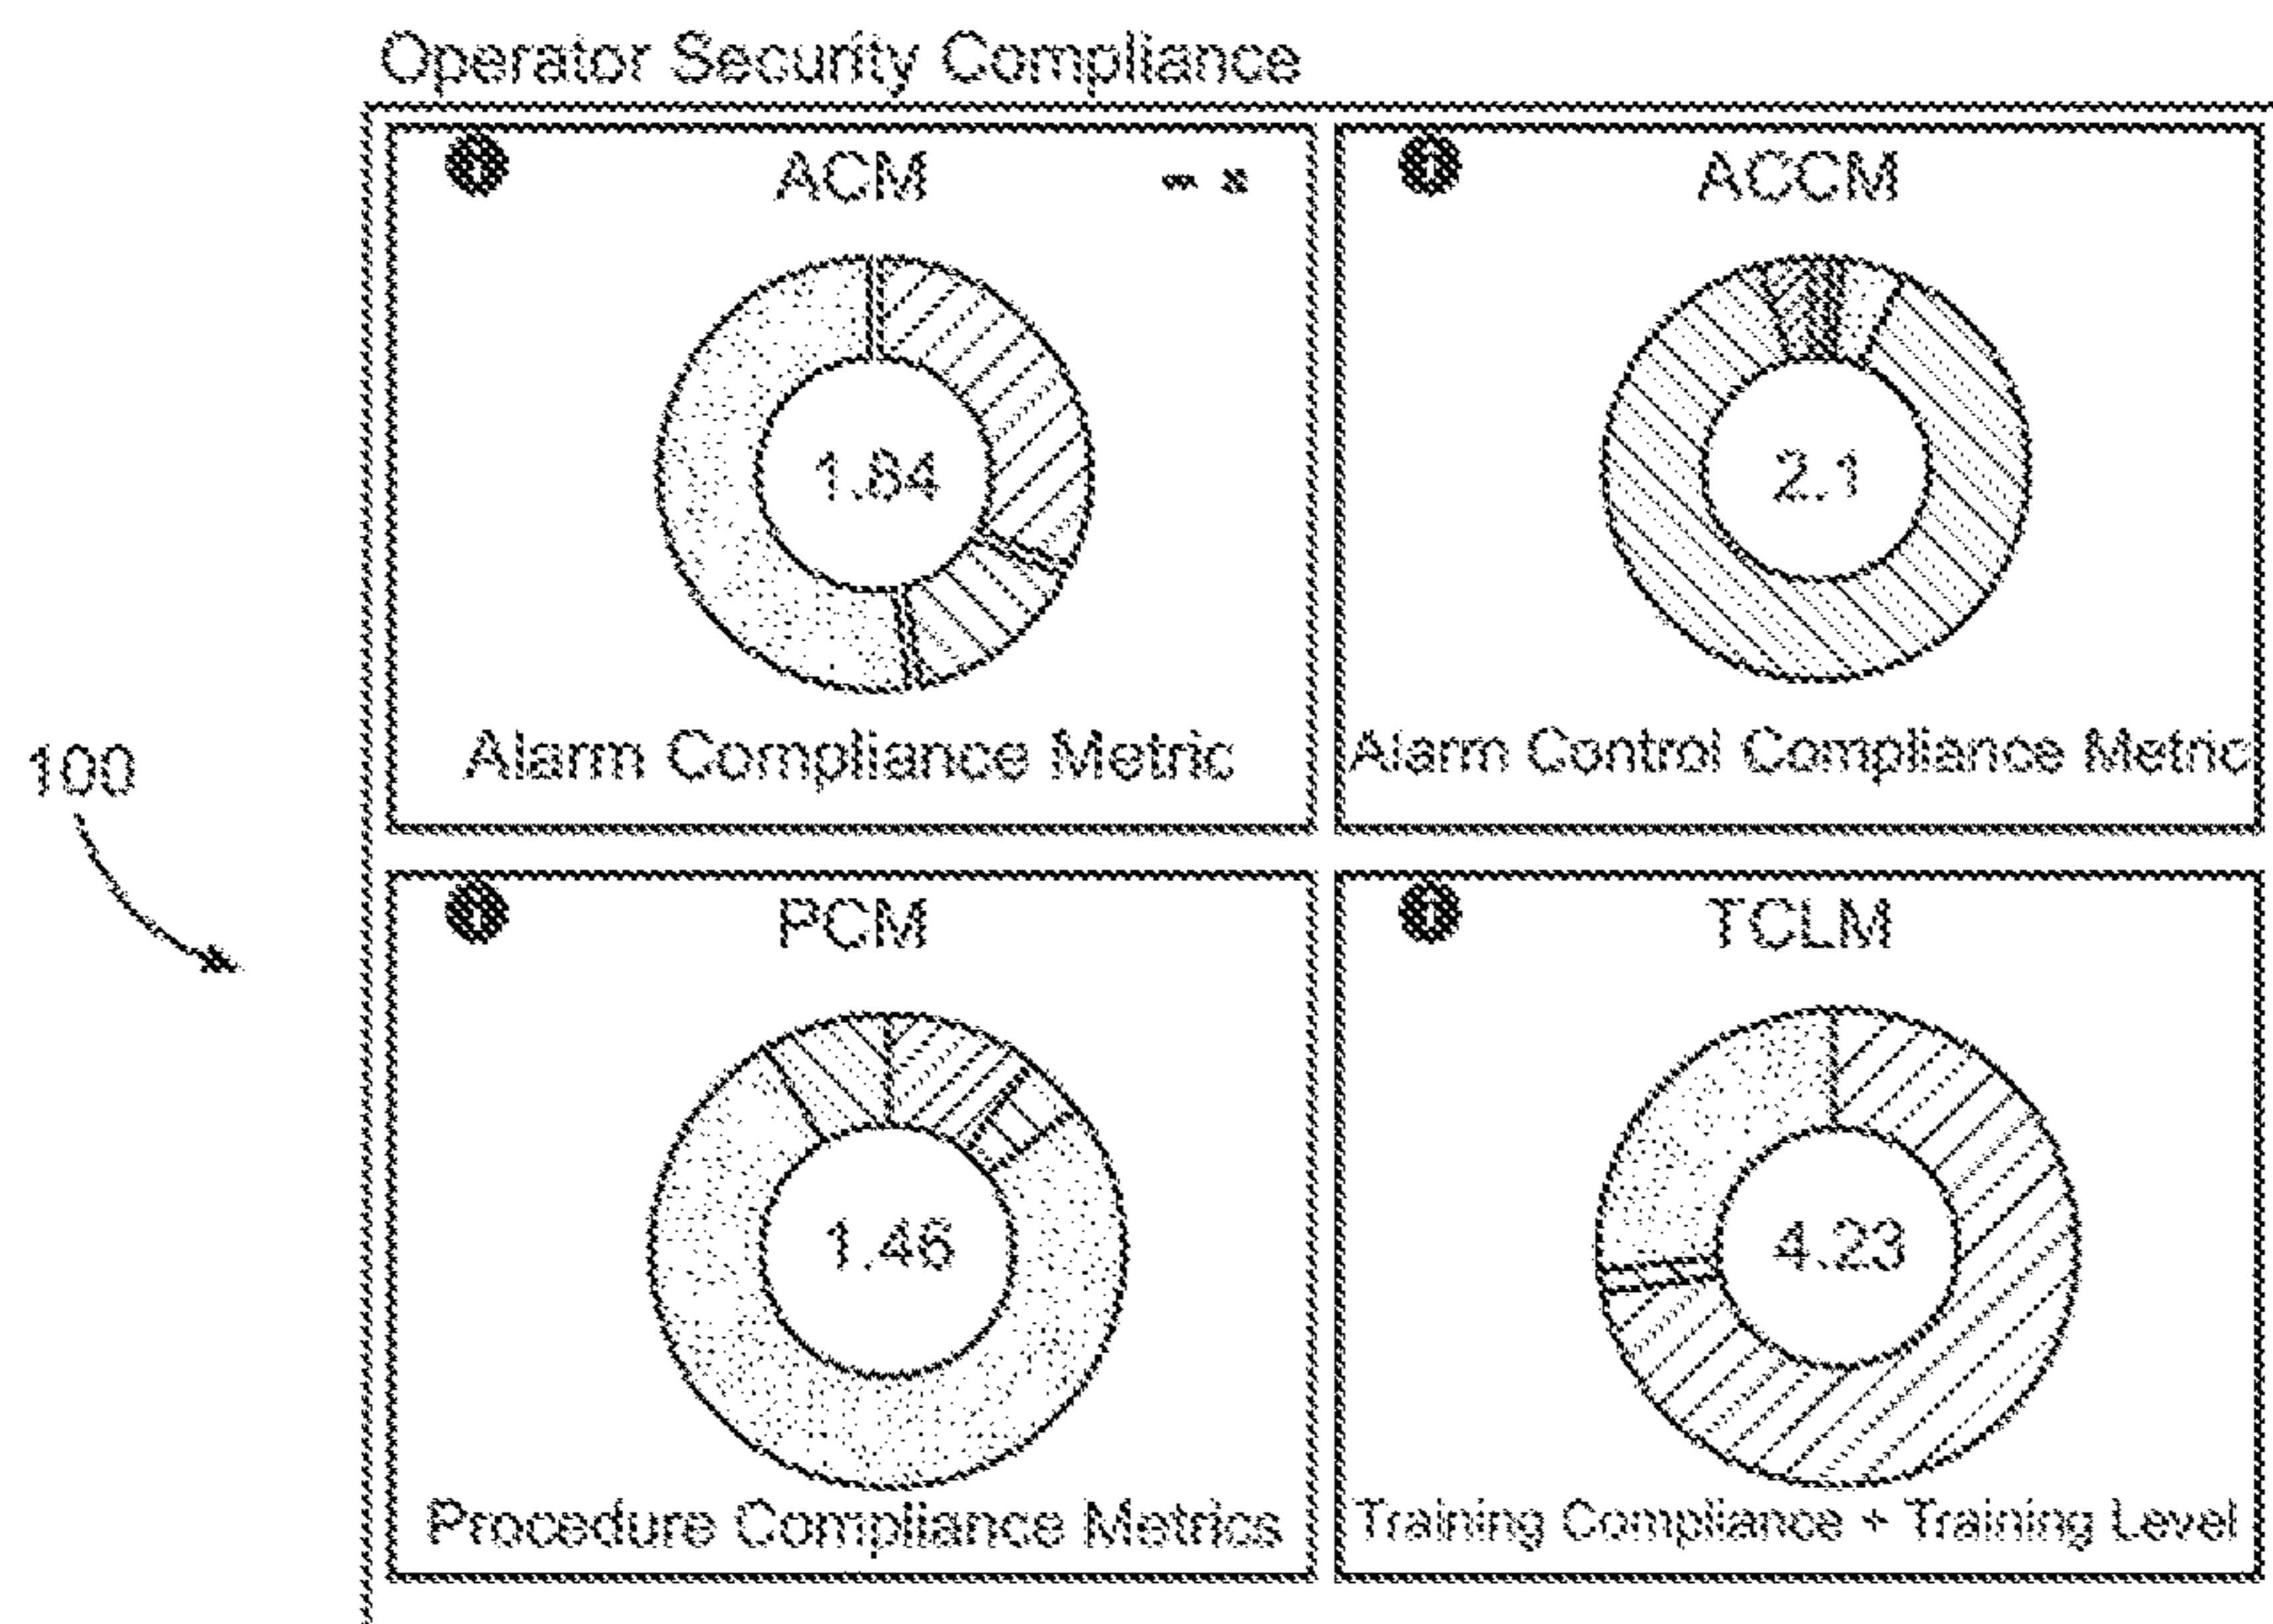 Operator Security Compliance
ACM
ACCM
1.84
2.1
Alarm Compliance Metric
Alarm Control Compliance Metric
100
PCM
TCLM
1.46
4.23
Procedure Compliance Metrics
Training Compliance + Training Level